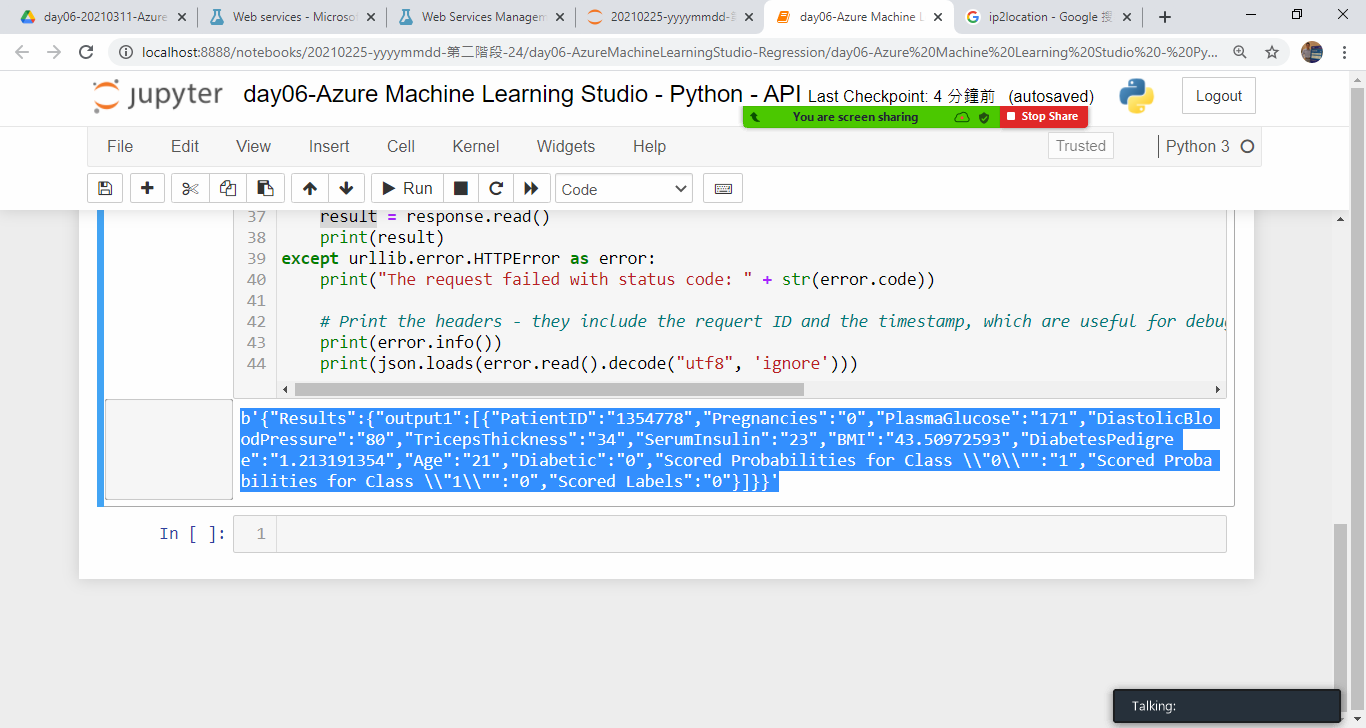 day06-20210311-Azure
Web services - Microso
Web Services Managem
20210225-yyyymmdd-
day06-Azure Machine L
ip2location - Google 搜
localhost:8888/notebooks/20210225-yyyymmdd-第二階段-24/day06-AzureMachineLearningStudio-Regression/day06-Azure%20Machine%20Learning%20Studio%20-%20Py...
jupyter day06-Azure Machine Learning Studio - Python - API Last Checkpoint: 4 分鐘前 (autosaved) Logout
You are screen sharing Stop Share
File Edit View Insert Cell Kernel Widgets Help Trusted Python 3
Run Code
37 result = response.read()
38 print(result)
39 except urllib.error.HTTPError as error:
40 print("The request failed with status code: " + str(error.code))
41
42 # Print the headers - they include the requert ID and the timestamp, which are useful for debu
43 print(error.info())
44 print(json.loads(error.read().decode("utf8", 'ignore')))
b'{"Results":{"output1":[{"PatientID":"1354778","Pregnancies":"0","PlasmaGlucose":"171","DiastolicBlo
odPressure":"80","TricepsThickness":"34","SerumInsulin":"23","BMI":"43.50972593","DiabetesPedigre
e":"1.213191354","Age":"21","Diabetic":"0","Scored Probabilities for Class \\"0\\"":"1","Scored Proba
bilities for Class \\"1\\"":"0","Scored Labels":"0"}]}}'
In [ ]: 1
Talking: